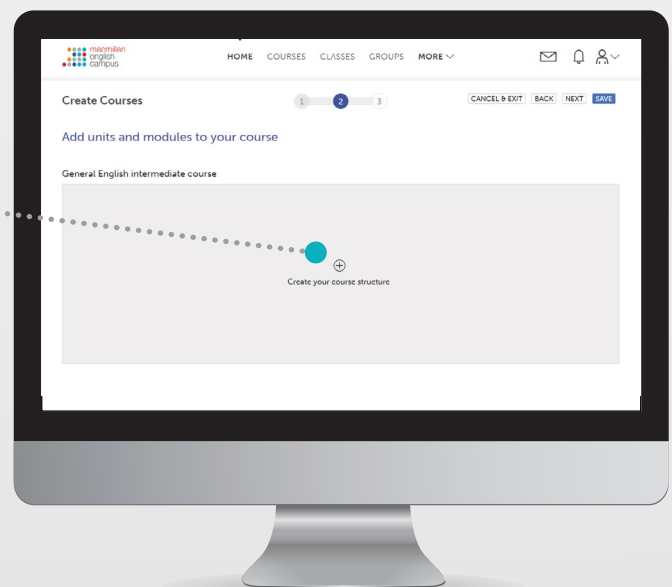 macmillan
english
campus
HOME COURSES CLASSES GROUPS MORE
Create Courses
1 2 3
CANCEL & EXIT BACK NEXT SAVE
Add units and modules to your course
General English intermediate course
Create your course structure